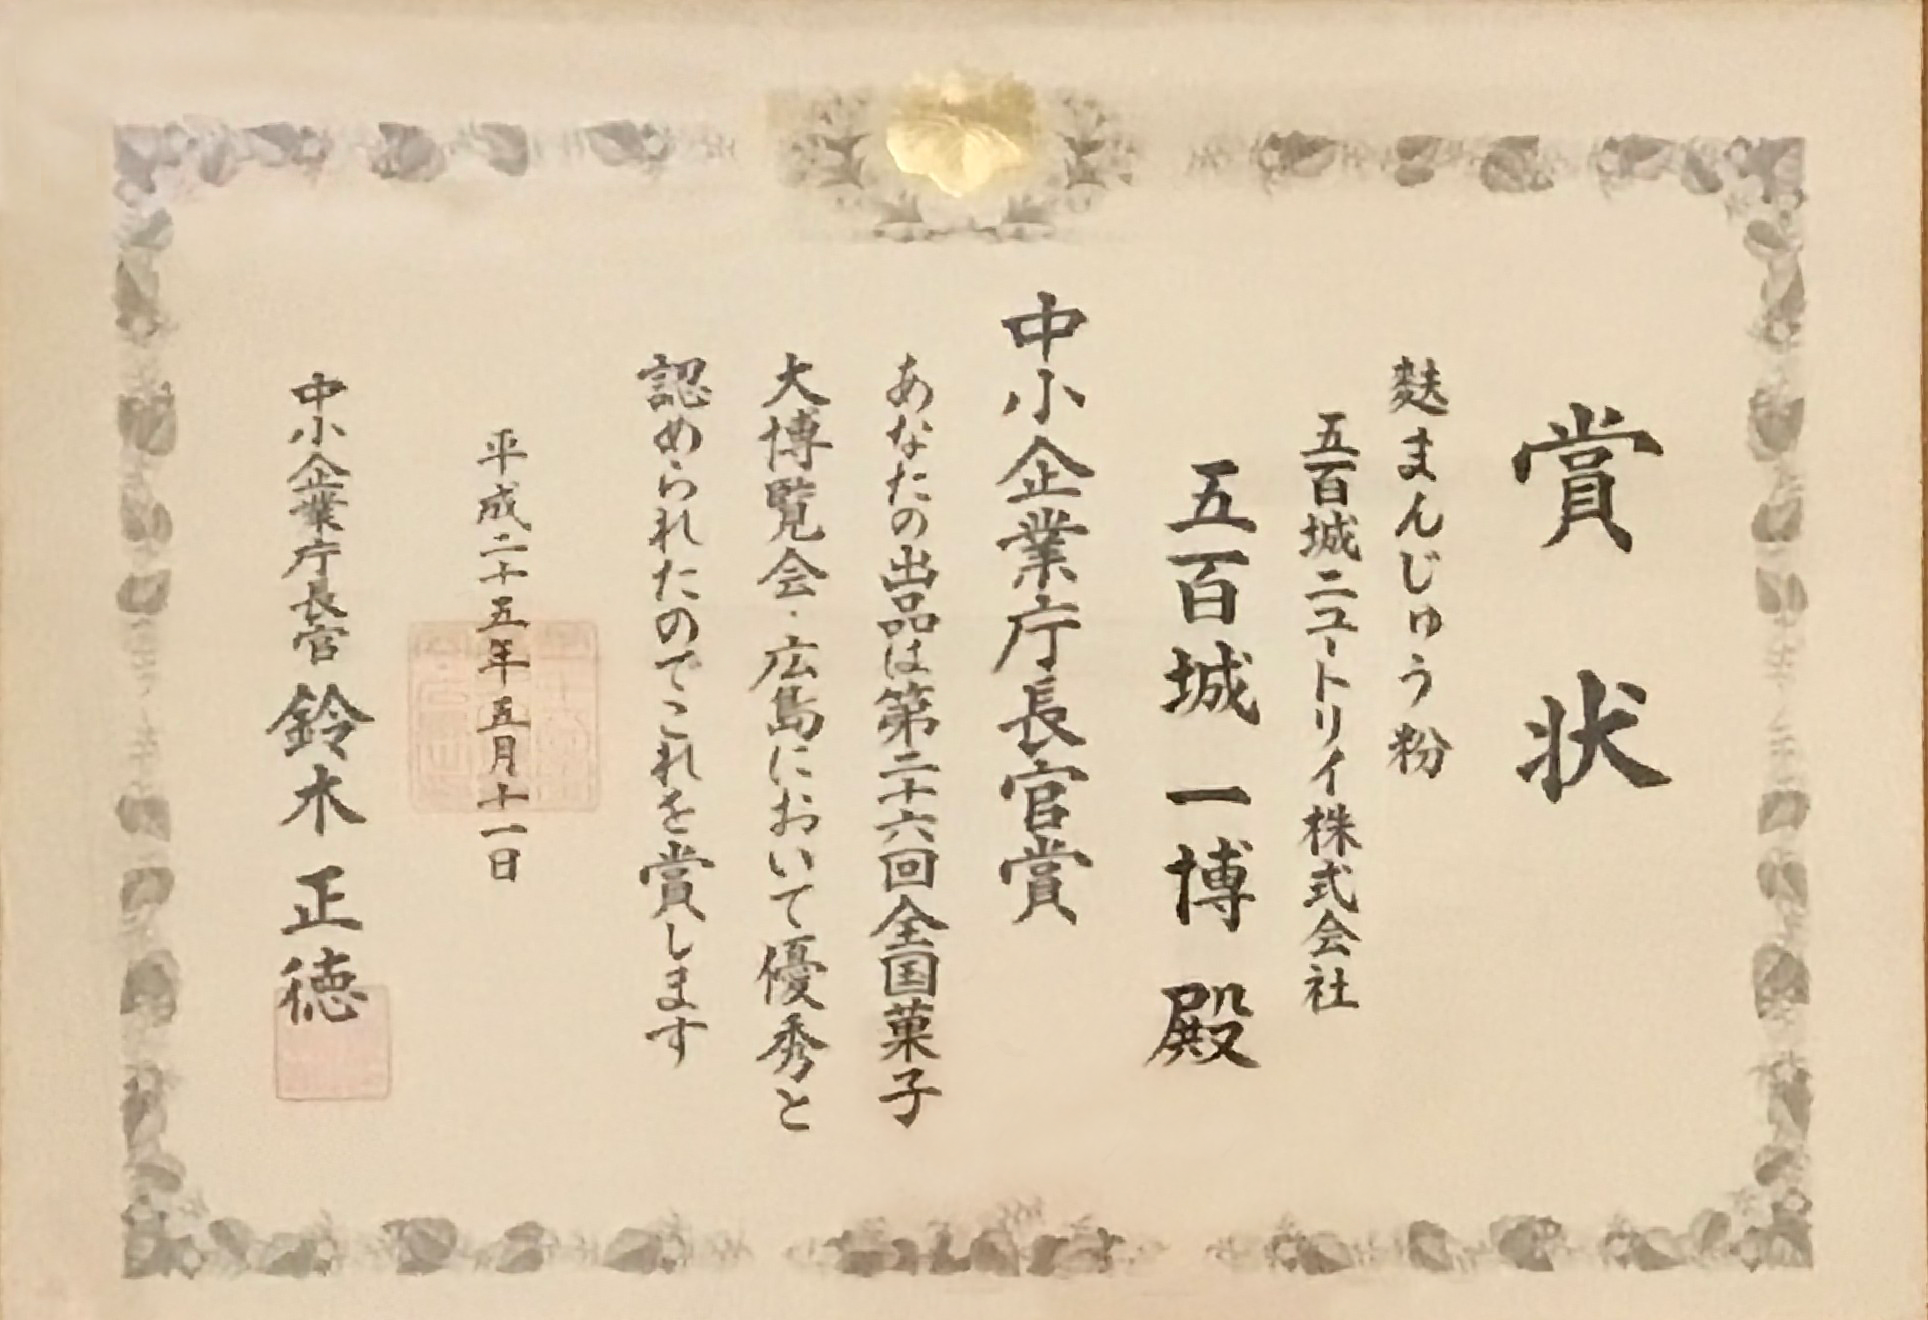 賞状
麩まんじゅう粉
五百城ニュートリイ株式会社
五百城 一博 殿
中小企業庁長官賞
あなたの出品は第二十六回全国菓子
大博覧会・広島において優秀と
認められたのでこれを賞します
平成二十五年五月十一日
中小企業庁長官 鈴木 正徳